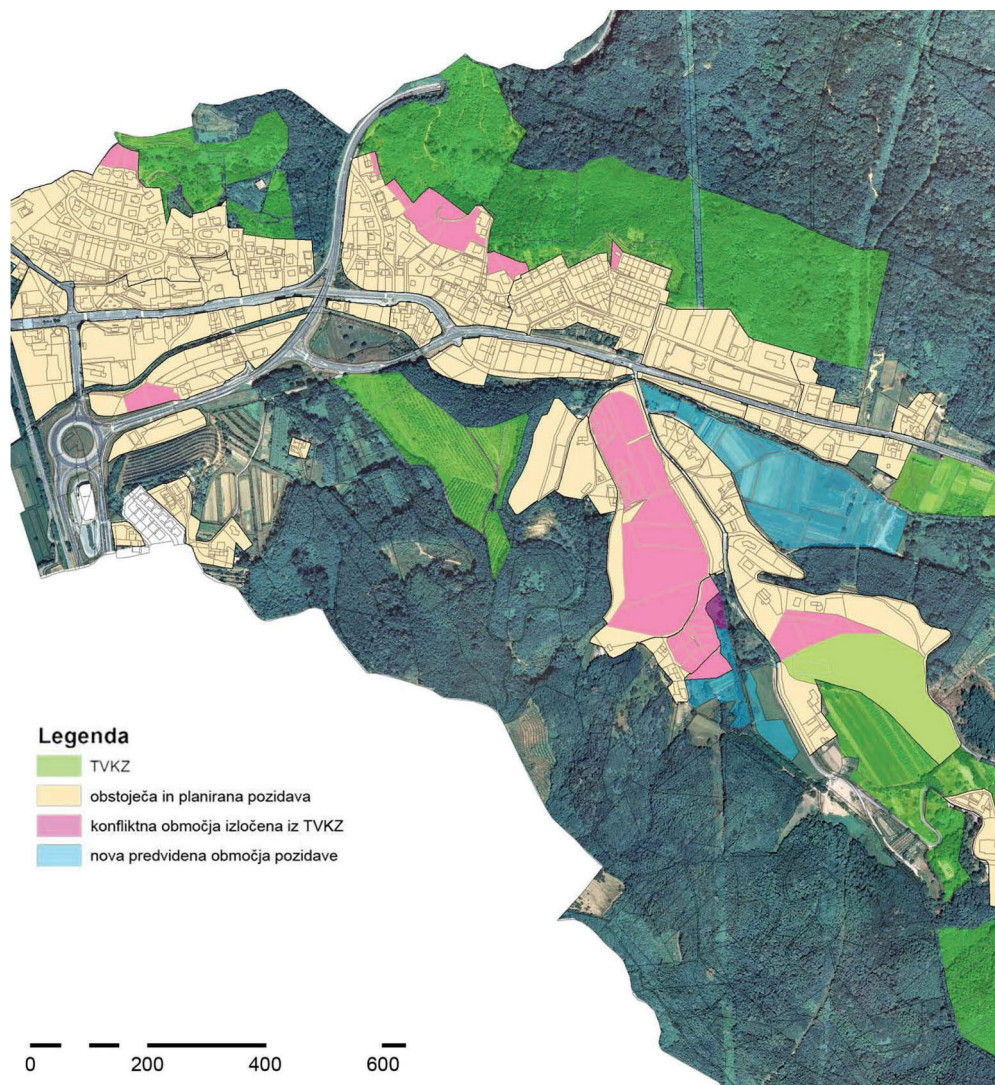 Legenda
TVKZ
obstoječa in planirana pozidava
konfliktna območja izločena iz TVKZ
nova predvidena območja pozidave
0 200 400 600